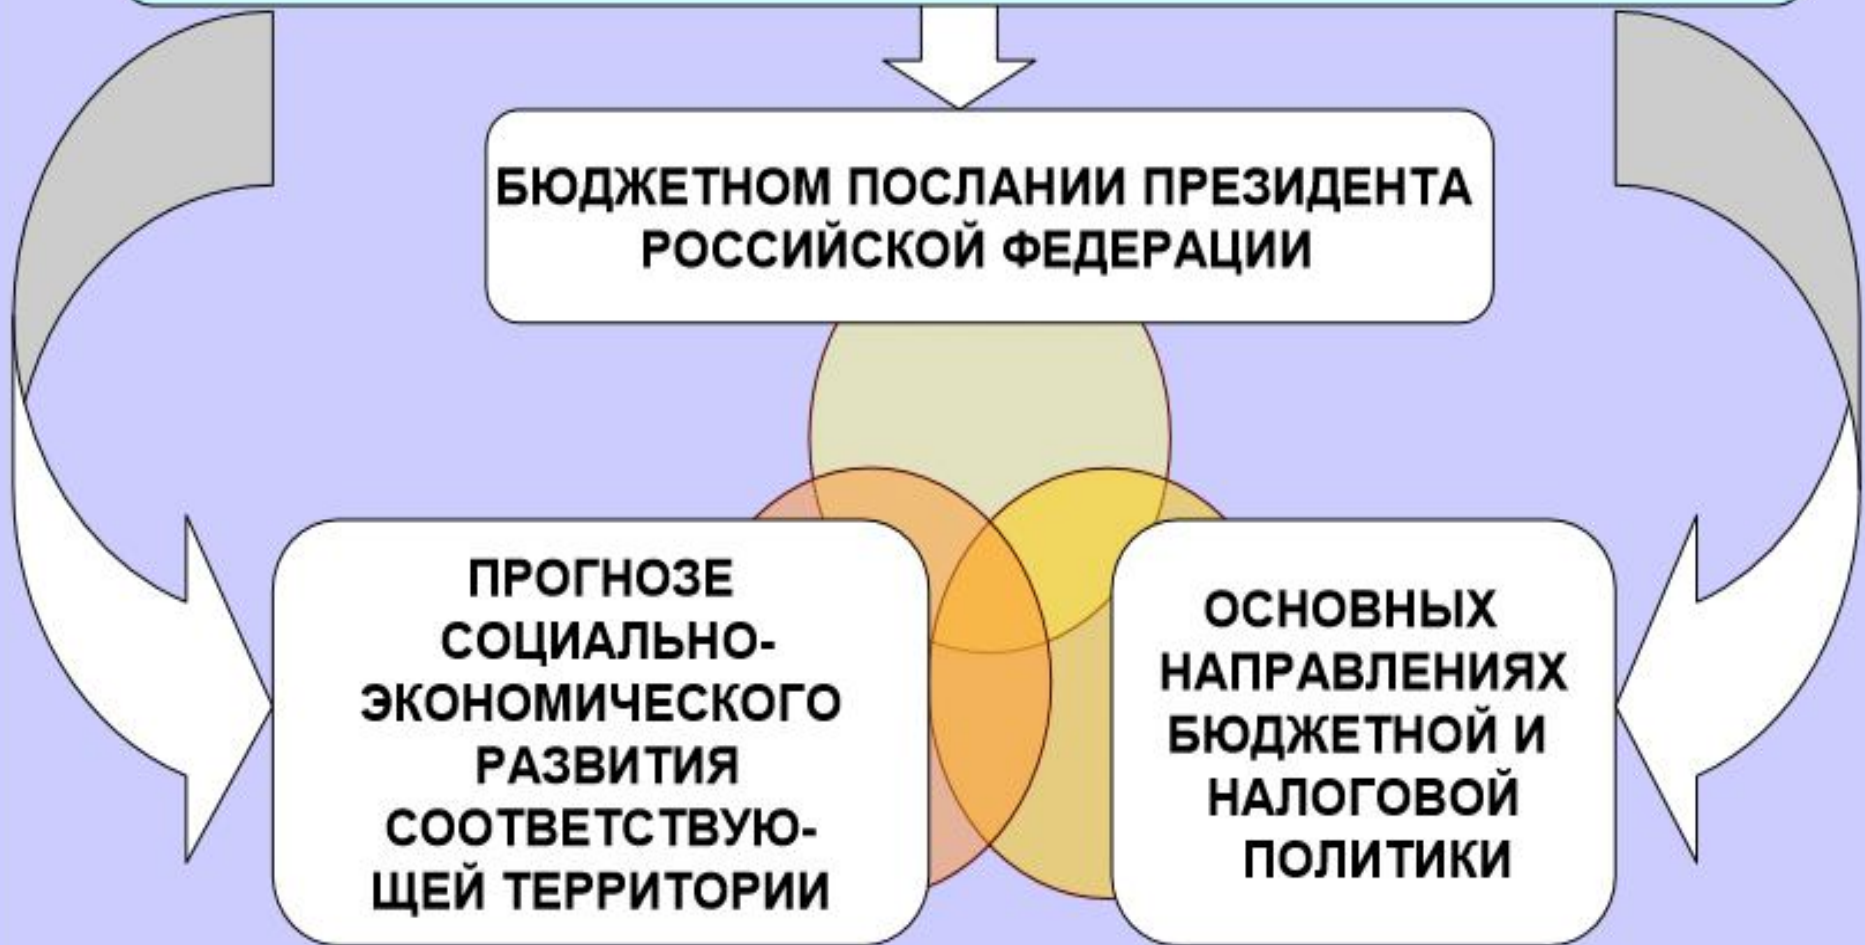 БЮДЖЕТНОМ ПОСЛАНИИ ПРЕЗИДЕНТА
РОССИЙСКОЙ ФЕДЕРАЦИИ
ПРОГНОЗЕ
СОЦИАЛЬНО-
ЭКОНОМИЧЕСКОГО
РАЗВИТИЯ
СООТВЕТСТВУЮ-
ЩЕЙ ТЕРРИТОРИИ
ОСНОВНЫХ
НАПРАВЛЕНИЯХ
БЮДЖЕТНОЙ И
НАЛОГОВОЙ
ПОЛИТИКИ